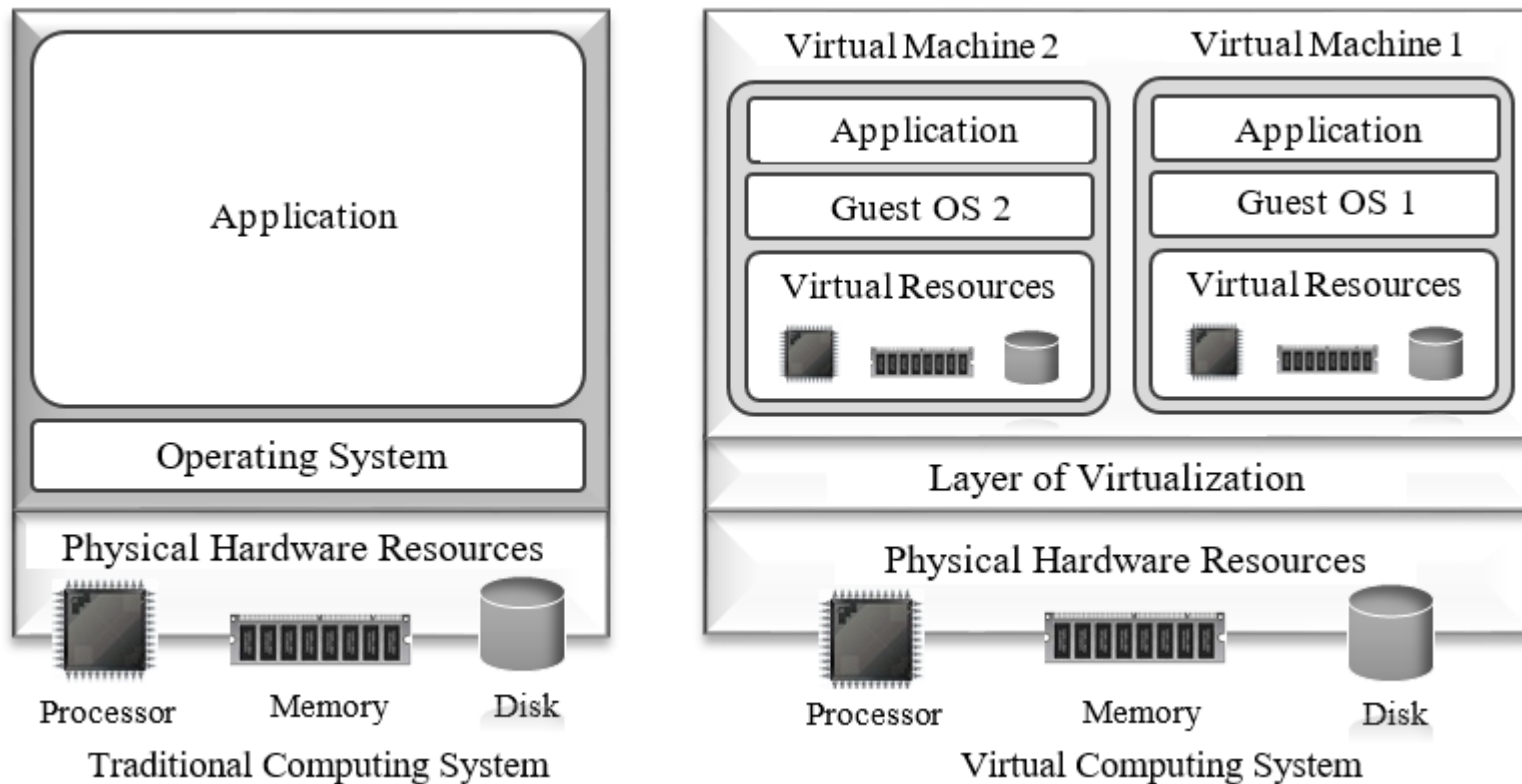 Application
Operating System
Physical Hardware Resources
Processor
Memory
Disk
Traditional Computing System
Virtual Machine 2
Application
Guest OS 2
Virtual Resources
Virtual Machine 1
Application
Guest OS 1
Virtual Resources
Layer of Virtualization
Physical Hardware Resources
Processor
Memory
Disk
Virtual Computing System